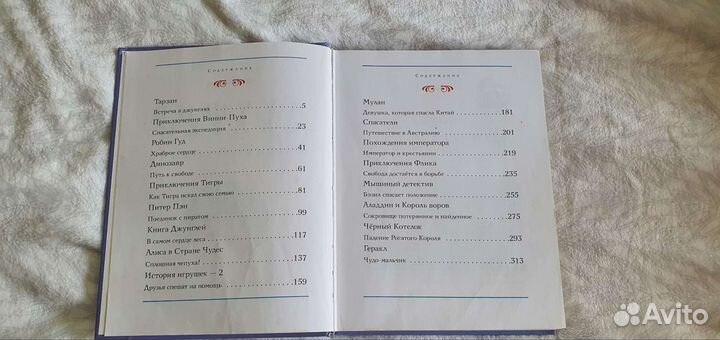 Содержание
Тарзан
Встреча в джунглях . . . . . . . . . . . . . . .5
Приключения Винни-Пуха
Спасательная экспедиция . . . . . . . . . . . . .23
Робин Гуд
Храброе сердце . . . . . . . . . . . . . . . . .41
Динозавр
Путь к свободе . . . . . . . . . . . . . . . . .61
Приключения Тигры
Как Тигра искал свою семью . . . . . . . . . . .81
Питер Пэн
Поединок с пиратом . . . . . . . . . . . . . . .99
Книга Джунглей
В самом сердце леса . . . . . . . . . . . . . .117
Алиса в Стране Чудес
Сплошная чепуха! . . . . . . . . . . . . . . .137
История игрушек — 2
Друзья спешат на помощь . . . . . . . . . . . .159
Содержание
Мулан
Девушка, которая спасла Китай . . . . . . . . .181
Спасатели
Путешествие в Австралию . . . . . . . . . . . .201
Похождения императора
Император и крестьянин . . . . . . . . . . . .219
Приключения Флика
Свобода достаётся в борьбе . . . . . . . . . .235
Мышиный детектив
Бэзил спасает положение . . . . . . . . . . . .255
Аладдин и Король воров
Сокровище потерянное и найденное . . . . . . .275
Чёрный Котелок
Падение Рогатого Короля . . . . . . . . . . . .293
Геракл
Чудо-мальчик . . . . . . . . . . . . . . . . .313
Avito